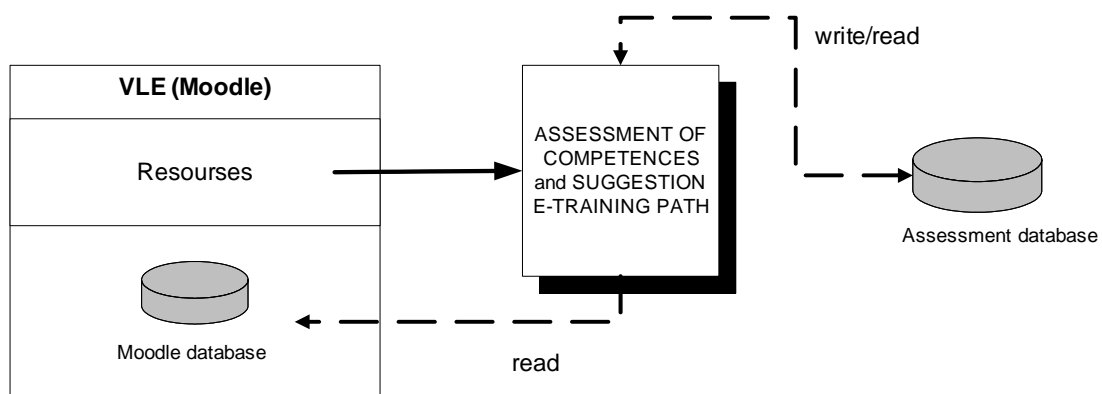 write/read
VLE (Moodle)
Resourses
ASSESSMENT OF
COMPETENCES
and SUGGESTION
E-TRAINING PATH
Assessment database
Moodle database
read